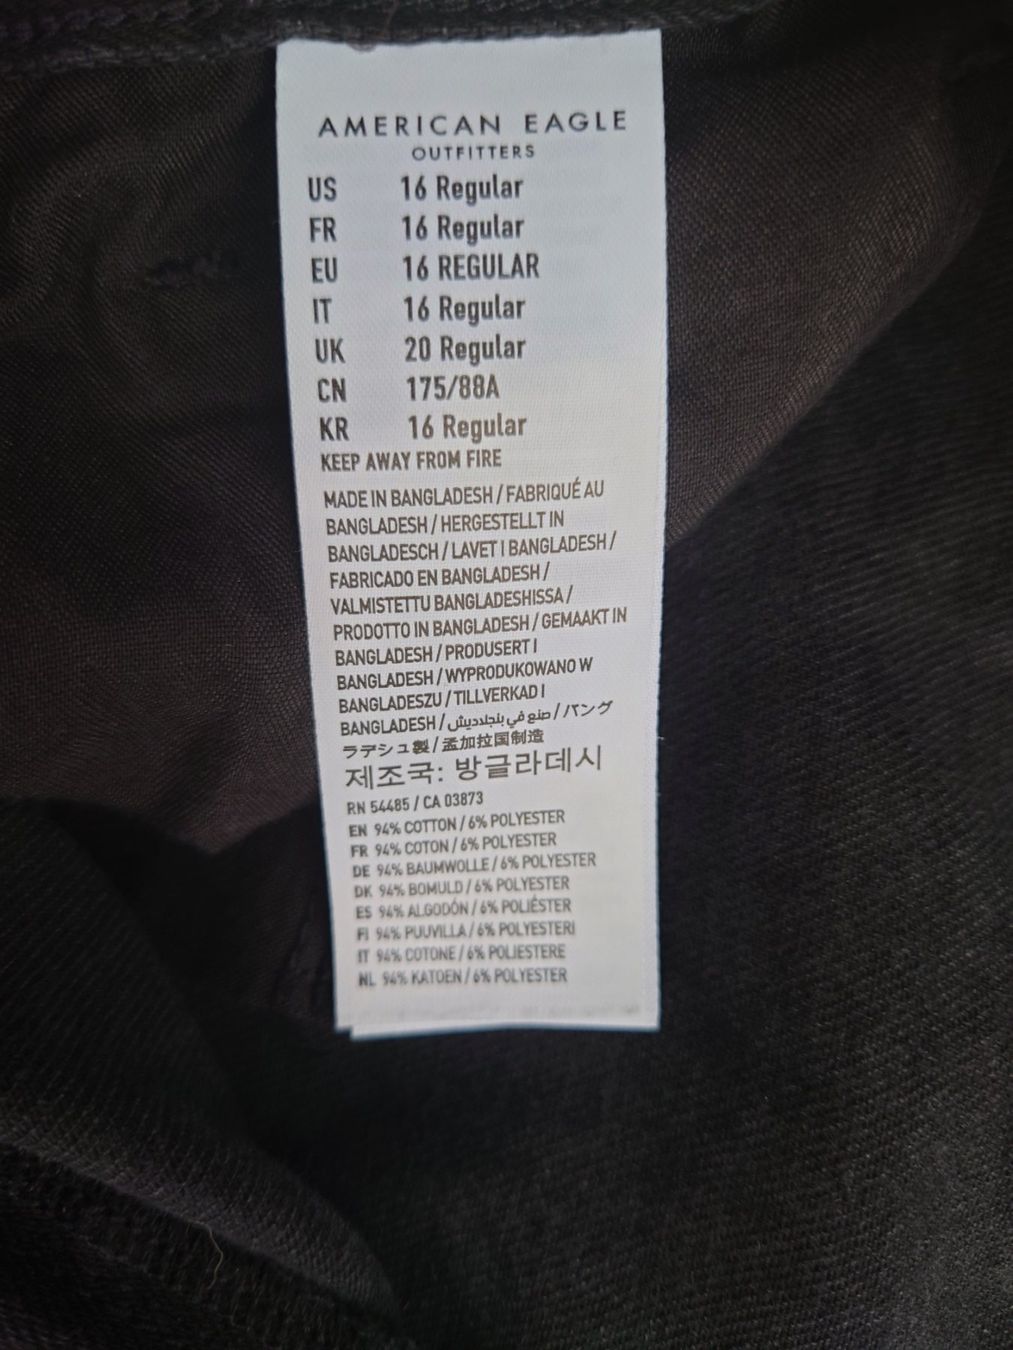 AMERICAN EAGLE
OUTFITTERS
US 16 Regular
FR 16 Regular
EU 16 REGULAR
IT 16 Regular
UK 20 Regular
CN 175/88A
KR 16 Regular
KEEP AWAY FROM FIRE
MADE IN BANGLADESH / FABRIQUÉ AU
BANGLADESH / HERGESTELLT IN
BANGLADESCH / LAVET I BANGLADESH /
FABRICADO EN BANGLADESH /
VALMISTETTU BANGLADESHISSA /
PRODOTTO IN BANGLADESH / GEMAAKT IN
BANGLADESH / PRODUSERT I
BANGLADESH / WYPRODUKOWANO W
BANGLADESZU / TILLVERKAD I
BANGLADESH / صنع في بنجلاديش / バング
ラデシュ製 / 孟加拉国制造
제조국: 방글라데시
RN 54485 / CA 03873
EN 94% COTTON / 6% POLYESTER
FR 94% COTON / 6% POLYESTER
DE 94% BAUMWOLLE / 6% POLYESTER
DK 94% BOMULD / 6% POLYESTER
ES 94% ALGODÓN / 6% POLIÉSTER
FI 94% PUUVILLA / 6% POLYESTERI
IT 94% COTONE / 6% POLIESTERE
NL 94% KATOEN / 6% POLYESTER